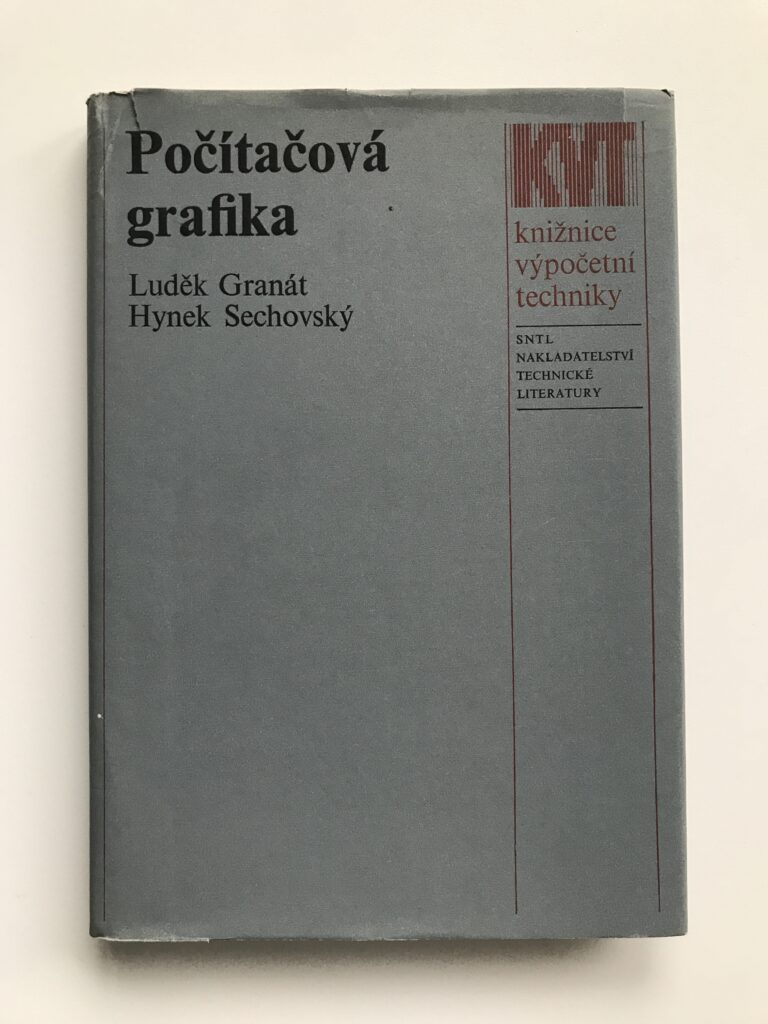 Počítačová
grafika
Luděk Granát
Hynek Sechovský
KVT
knižnice
výpočetní
techniky
SNTL
NAKLADATELSTVÍ
TECHNICKÉ
LITERATURY